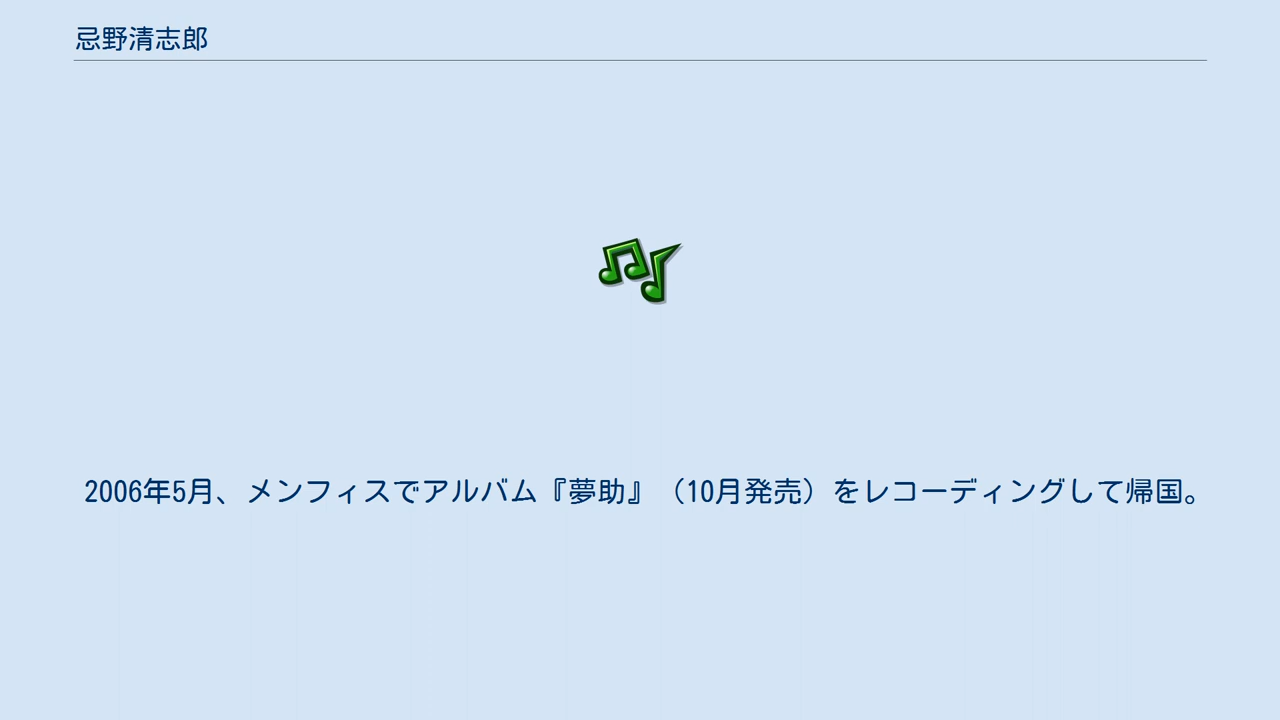 忌野清志郎
2006年5月、メンフィスでアルバム『夢助』（10月発売）をレコーディングして帰国。